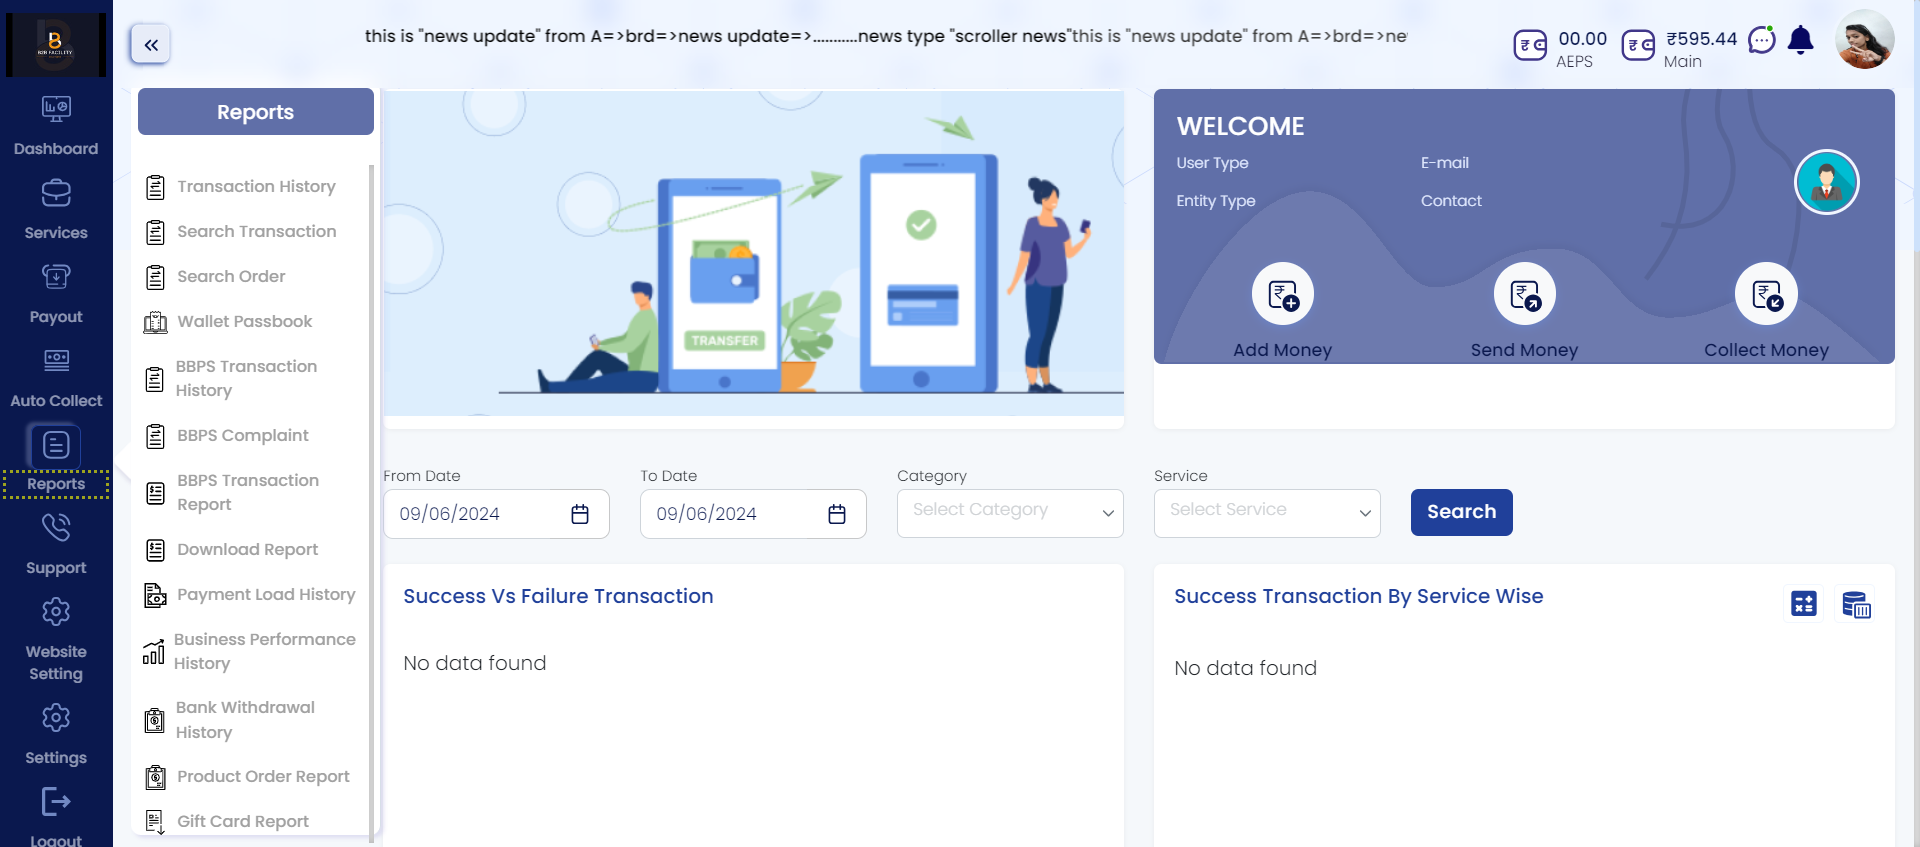 B2B FACILITY
Dashboard
Services
Payout
Auto Collect
Reports
Support
Website
Setting
Settings
Logout
this is "news update" from A=>brd=>news update=>...........news type "scroller news"this is "news update" from A=>brd=>ne
00.00
AEPS
₹595.44
Main
Reports
Transaction History
Search Transaction
Search Order
Wallet Passbook
BBPS Transaction
History
BBPS Complaint
BBPS Transaction
Report
Download Report
Payment Load History
Business Performance
History
Bank Withdrawal
History
Product Order Report
Gift Card Report
TRANSFER
WELCOME
User Type
E-mail
Entity Type
Contact
Add Money
Send Money
Collect Money
From Date
To Date
Category
Service
09/06/2024
09/06/2024
Select Category
Select Service
Search
Success Vs Failure Transaction
No data found
Success Transaction By Service Wise
No data found